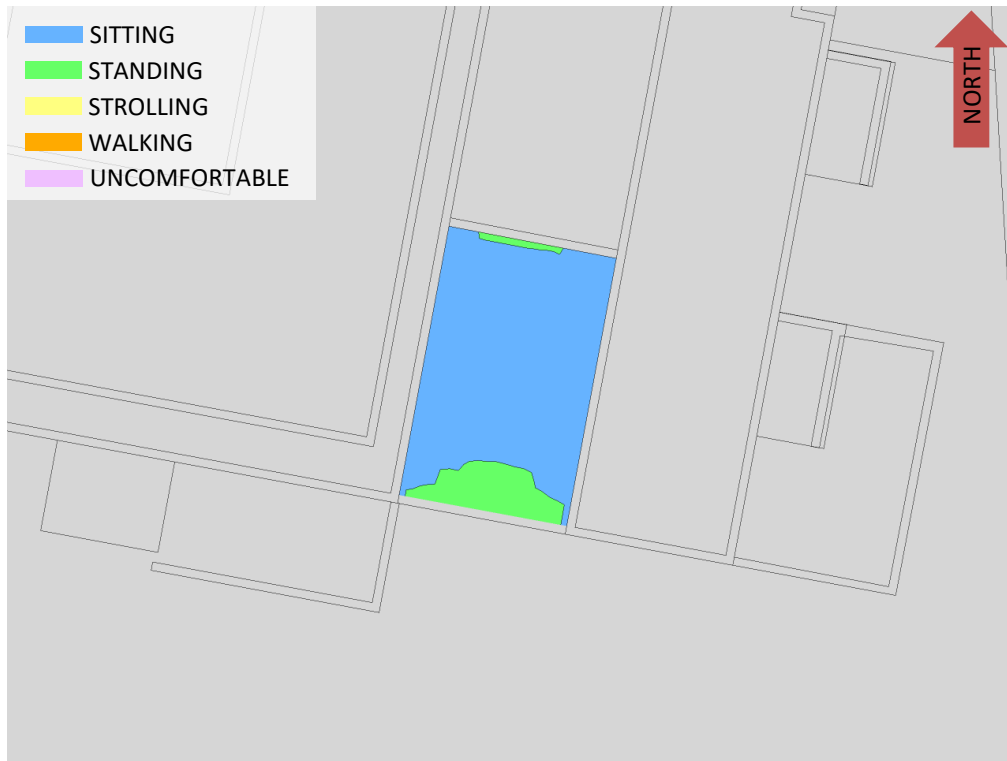 SITTING
STANDING
STROLLING
WALKING
UNCOMFORTABLE
NORTH